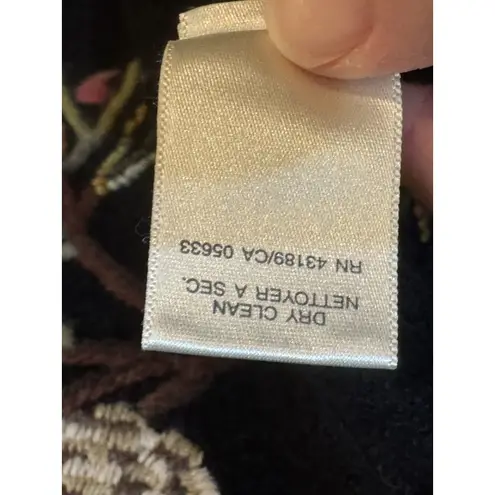 DRY CLEAN
NETTOYER A SEC.
RN 43189/CA 05633